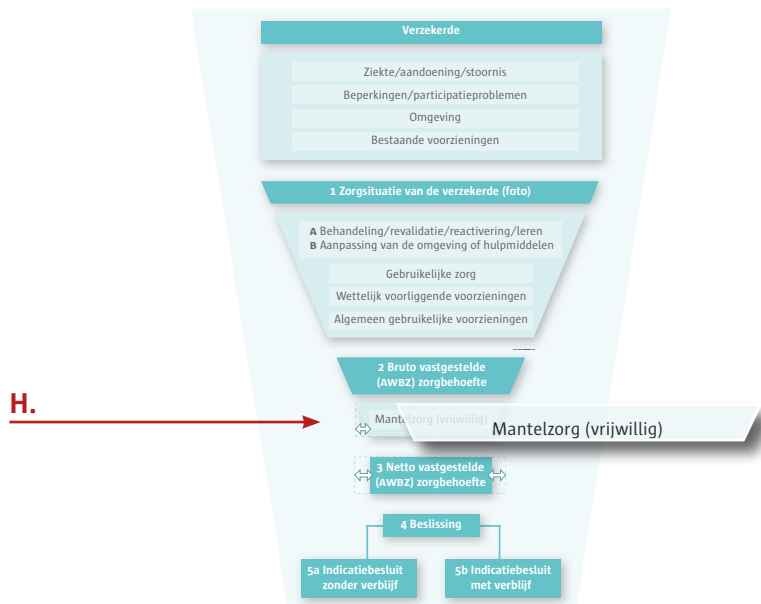 Verzekerde
Ziekte/aandoening/stoornis
Beperkingen/participatieproblemen
Omgeving
Bestaande voorzieningen
1 Zorgsituatie van de verzekerde (foto)
A Behandeling/revalidatie/reactivering/leren
B Aanpassing van de omgeving of hulpmiddelen
Gebruikelijke zorg
Wettelijk voorliggende voorzieningen
Algemeen gebruikelijke voorzieningen
2 Bruto vastgestelde
(AWBZ) zorgbehoefte
H.
Mantelzorg (vrijwillig)
Mantelzorg (vrijwillig)
3 Netto vastgestelde
(AWBZ) zorgbehoefte
4 Beslissing
5a Indicatiebesluit
zonder verblijf
5b Indicatiebesluit
met verblijf